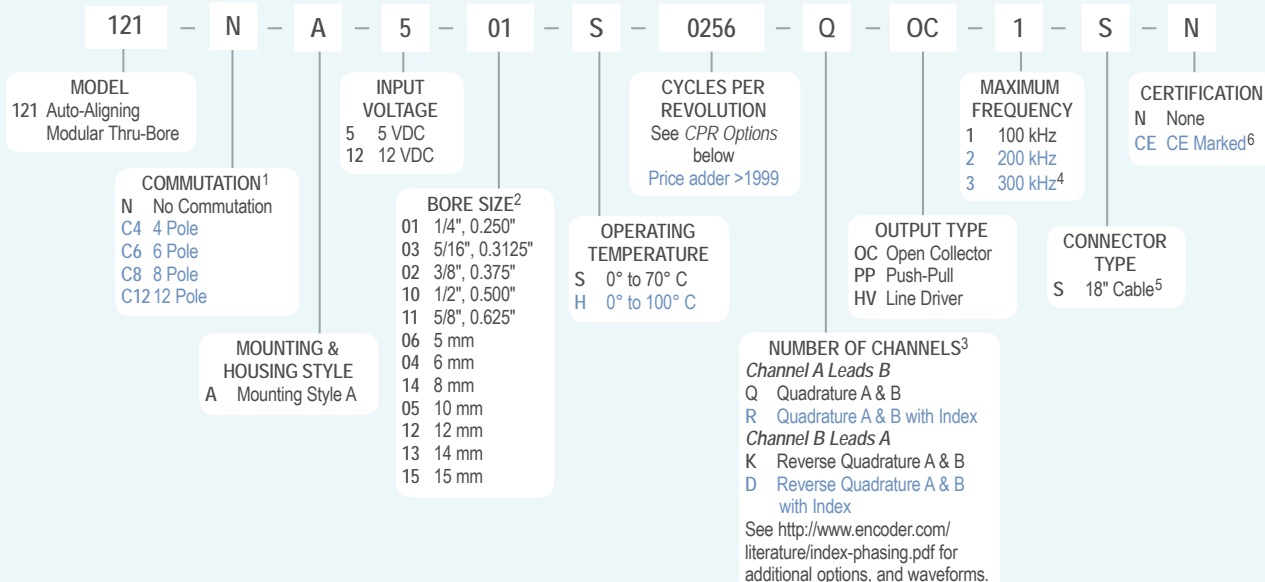 121 – N – A – 5 – 01 – S – 0256 – Q – OC – 1 – S – N
MODEL
121 Auto-Aligning
Modular Thru-Bore
COMMUTATION1
N No Commutation
C4 4 Pole
C6 6 Pole
C8 8 Pole
C12 12 Pole
MOUNTING &
HOUSING STYLE
A Mounting Style A
INPUT
VOLTAGE
5 5 VDC
12 12 VDC
BORE SIZE2
01 1/4", 0.250"
03 5/16", 0.3125"
02 3/8", 0.375"
10 1/2", 0.500"
11 5/8", 0.625"
06 5 mm
04 6 mm
14 8 mm
05 10 mm
12 12 mm
13 14 mm
15 15 mm
OPERATING
TEMPERATURE
S 0° to 70° C
H 0° to 100° C
CYCLES PER
REVOLUTION
See CPR Options
below
Price adder >1999
NUMBER OF CHANNELS3
Channel A Leads B
Q Quadrature A & B
R Quadrature A & B with Index
Channel B Leads A
K Reverse Quadrature A & B
D Reverse Quadrature A & B
with Index
See http://www.encoder.com/
literature/index-phasing.pdf for
additional options, and waveforms.
OUTPUT TYPE
OC Open Collector
PP Push-Pull
HV Line Driver
MAXIMUM
FREQUENCY
1 100 kHz
2 200 kHz
3 300 kHz4
CONNECTOR
TYPE
S 18" Cable5
CERTIFICATION
N None
CE CE Marked6